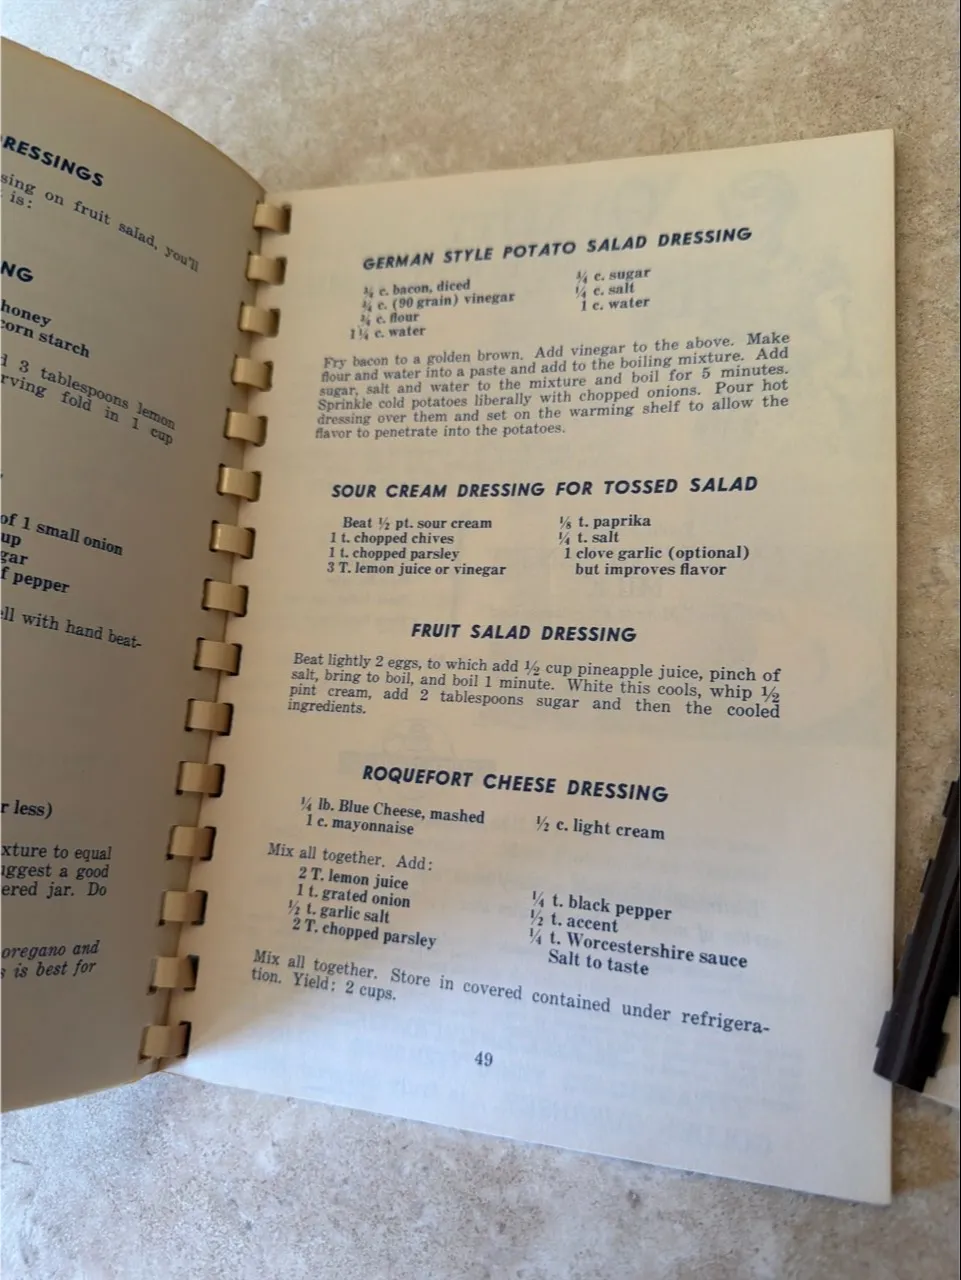 RESSINGS
sing on fruit salad, you'll
is:
NG
honey
corn starch
3 tablespoons lemon
rving fold in 1 cup
of 1 small onion
up
gar
f pepper
ell with hand beat-
r less)
xture to equal
uggest a good
ered jar. Do
oregano and
s is best for
GERMAN STYLE POTATO SALAD DRESSING
c. bacon, diced
c. (90 grain) vinegar
c. flour
1¼ c. water
c. sugar
¼ c. salt
1 c. water
Fry bacon to a golden brown. Add vinegar to the above. Make
flour and water into a paste and add to the boiling mixture. Add
sugar, salt and water to the mixture and boil for 5 minutes.
Sprinkle cold potatoes liberally with chopped onions. Pour hot
dressing over them and set on the warming shelf to allow the
flavor to penetrate into the potatoes.
SOUR CREAM DRESSING FOR TOSSED SALAD
Beat ½ pt. sour cream
1 t. chopped chives
1 t. chopped parsley
3 T. lemon juice or vinegar
⅛ t. paprika
¼ t. salt
1 clove garlic (optional)
but improves flavor
FRUIT SALAD DRESSING
Beat lightly 2 eggs, to which add ½ cup pineapple juice, pinch of
salt, bring to boil, and boil 1 minute. White this cools, whip ½
pint cream, add 2 tablespoons sugar and then the cooled
ingredients.
ROQUEFORT CHEESE DRESSING
¼ lb. Blue Cheese, mashed
1 c. mayonnaise
½ c. light cream
Mix all together. Add:
2 T. lemon juice
1 t. grated onion
½ t. garlic salt
2 T. chopped parsley
¼ t. black pepper
½ t. accent
¼ t. Worcestershire sauce
Salt to taste
Mix all together. Store in covered contained under refrigera-
tion. Yield: 2 cups.
49